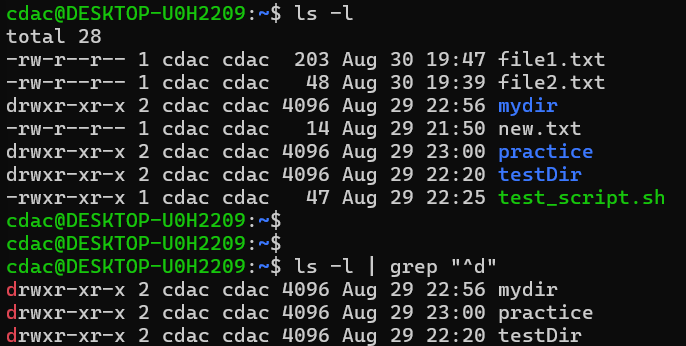 cdac@DESKTOP-U0H2209:~$ ls -l
total 28
-rw-r--r-- 1 cdac cdac  203 Aug 30 19:47 file1.txt
-rw-r--r-- 1 cdac cdac   48 Aug 30 19:39 file2.txt
drwxr-xr-x 2 cdac cdac 4096 Aug 29 22:56 mydir
-rw-r--r-- 1 cdac cdac   14 Aug 29 21:50 new.txt
drwxr-xr-x 2 cdac cdac 4096 Aug 29 23:00 practice
drwxr-xr-x 2 cdac cdac 4096 Aug 29 22:20 testDir
-rwxr-xr-x 1 cdac cdac   47 Aug 29 22:25 test_script.sh
cdac@DESKTOP-U0H2209:~$
cdac@DESKTOP-U0H2209:~$
cdac@DESKTOP-U0H2209:~$ ls -l | grep "^d"
drwxr-xr-x 2 cdac cdac 4096 Aug 29 22:56 mydir
drwxr-xr-x 2 cdac cdac 4096 Aug 29 23:00 practice
drwxr-xr-x 2 cdac cdac 4096 Aug 29 22:20 testDir